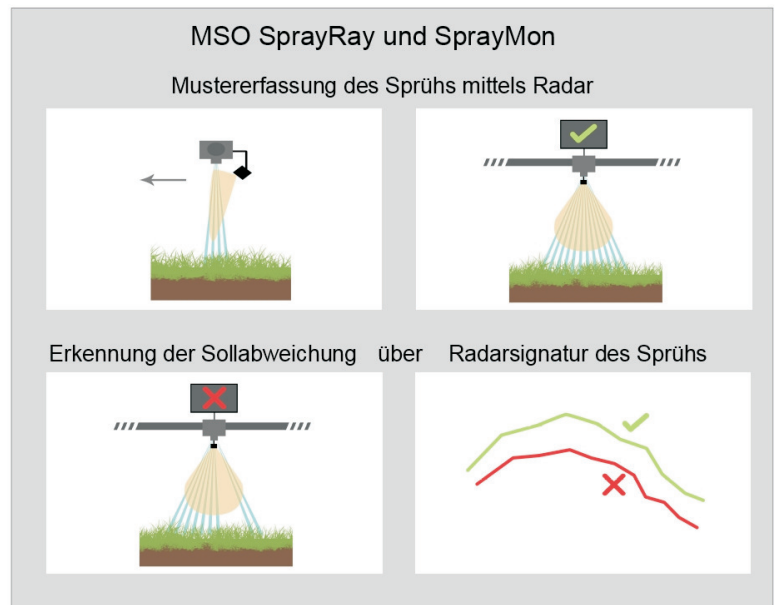 MSO SprayRay und SprayMon
Mustererfassung des Sprühs mittels Radar
Erkennung der Sollabweichung über Radarsignatur des Sprühs